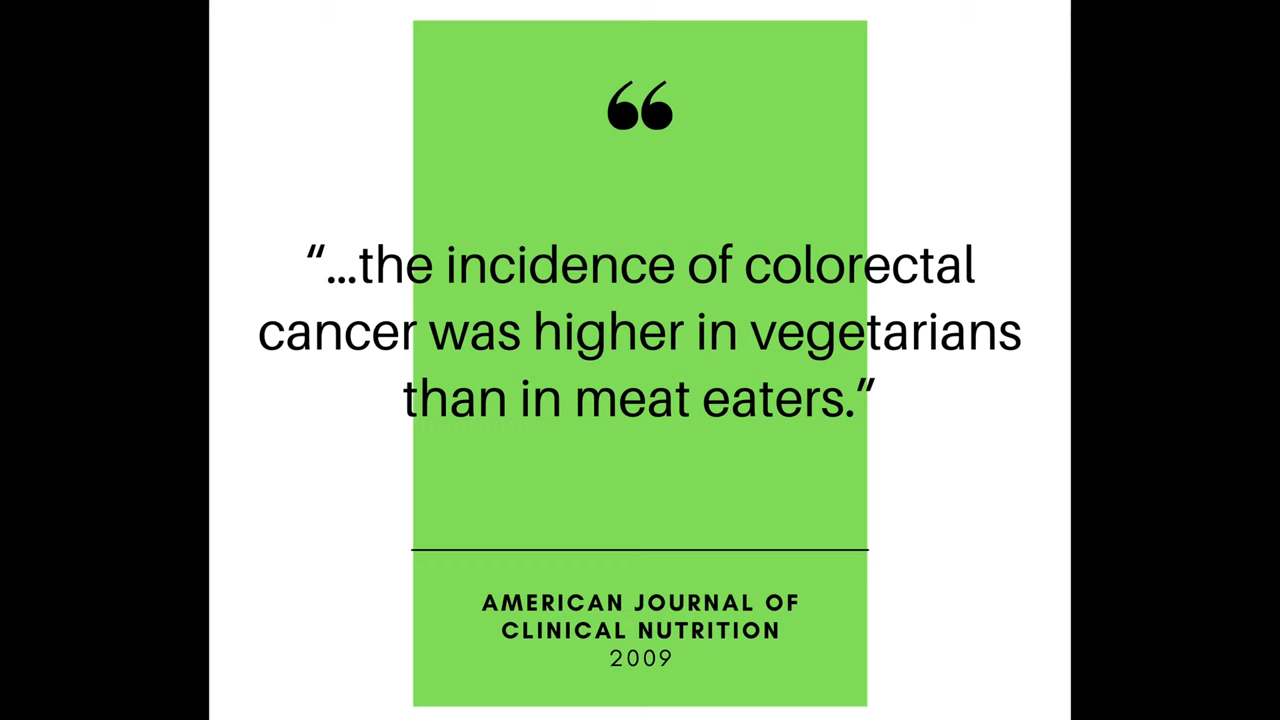 “
“...the incidence of colorectal
cancer was higher in vegetarians
than in meat eaters.”
AMERICAN JOURNAL OF
CLINICAL NUTRITION
2009